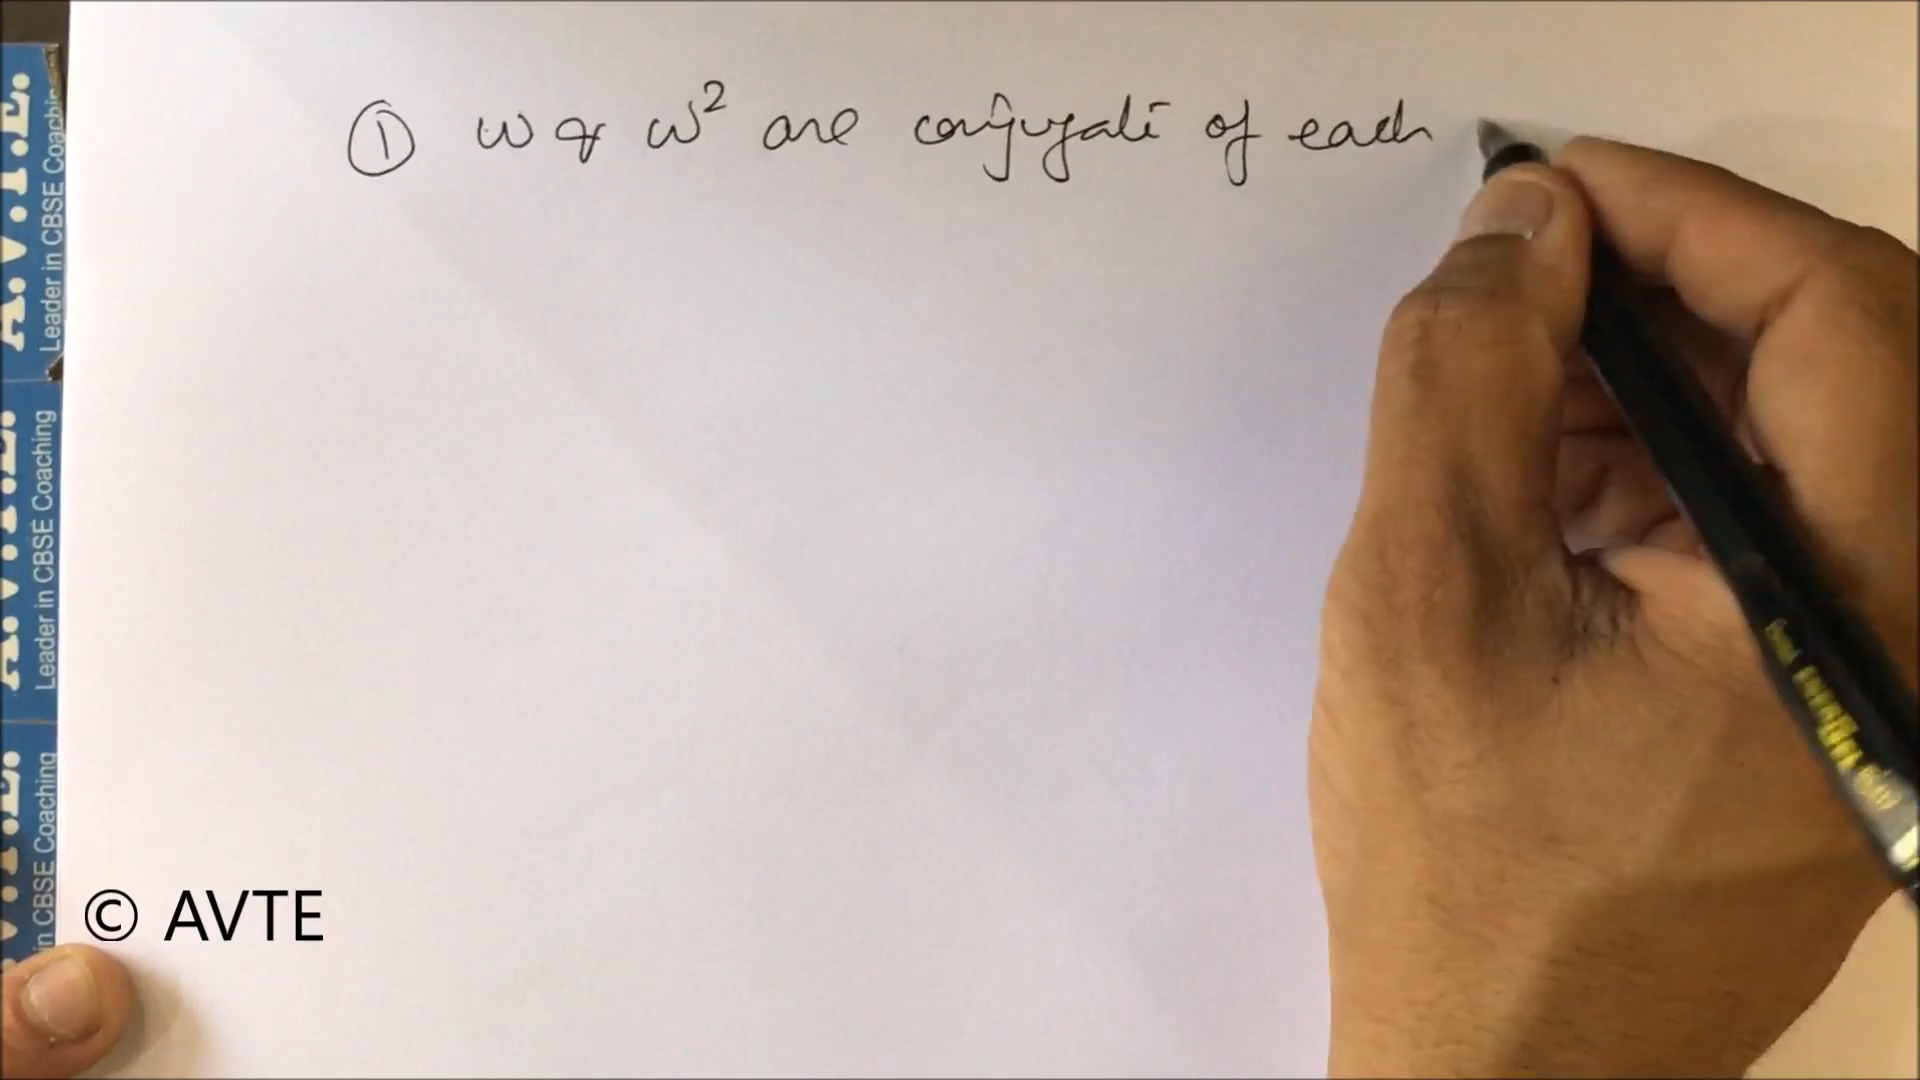 ① ω & ω² are conjugate of each
A.V.T.E.
Leader in CBSE Coaching
A.V.T.E.
Leader in CBSE Coaching
in CBSE Coaching
© AVTE